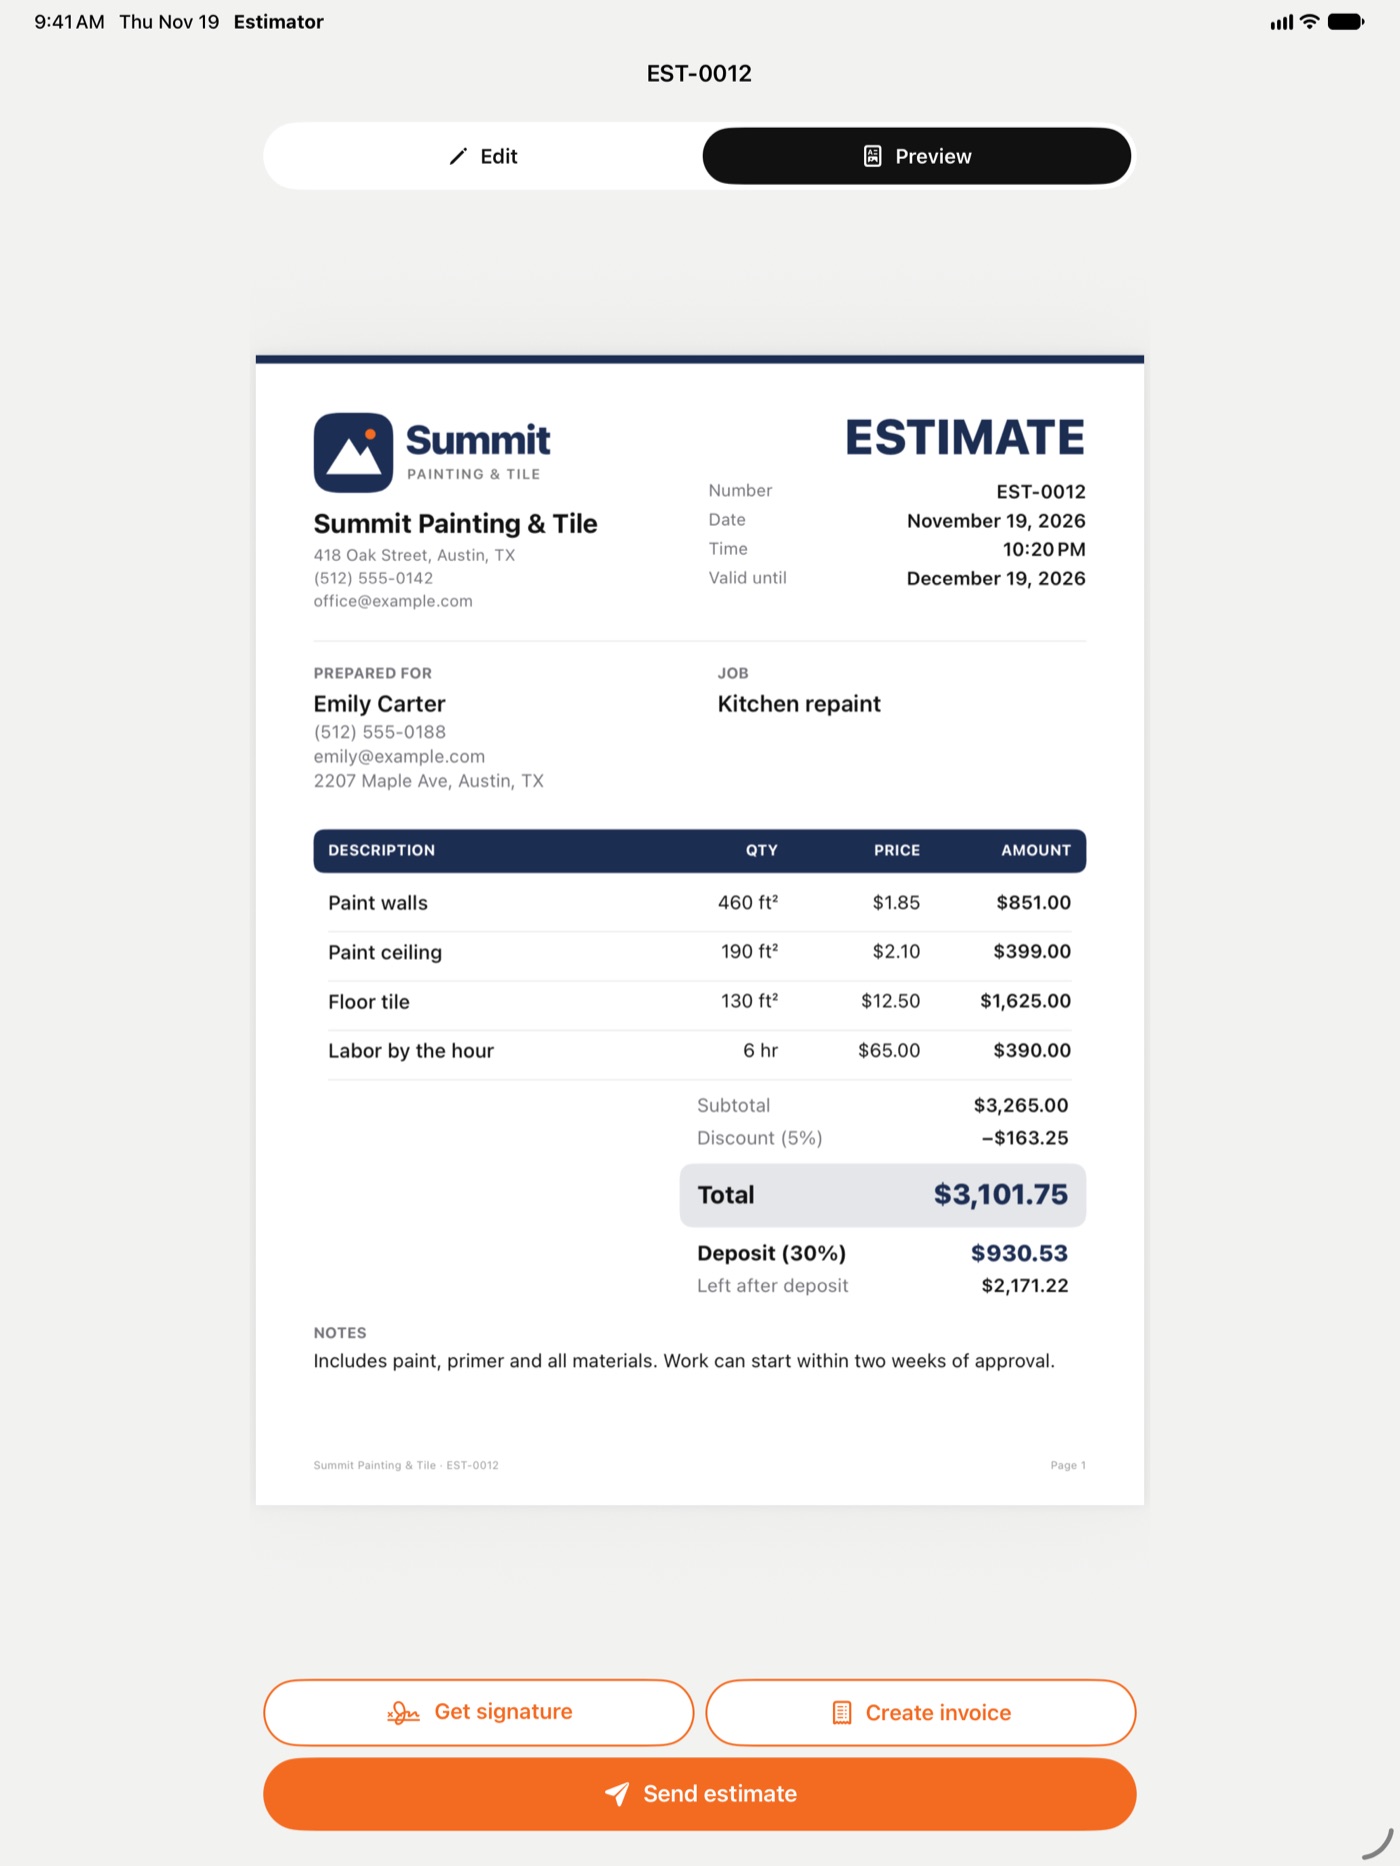 9:41 AM Thu Nov 19 Estimator
EST-0012
Edit
Preview
Summit
PAINTING & TILE
Summit Painting & Tile
418 Oak Street, Austin, TX
(512) 555-0142
office@example.com
ESTIMATE
Number EST-0012
Date November 19, 2026
Time 10:20 PM
Valid until December 19, 2026
PREPARED FOR
Emily Carter
(512) 555-0188
emily@example.com
2207 Maple Ave, Austin, TX
JOB
Kitchen repaint
DESCRIPTION QTY PRICE AMOUNT
Paint walls 460 ft² $1.85 $851.00
Paint ceiling 190 ft² $2.10 $399.00
Floor tile 130 ft² $12.50 $1,625.00
Labor by the hour 6 hr $65.00 $390.00
Subtotal $3,265.00
Discount (5%) –$163.25
Total $3,101.75
Deposit (30%) $930.53
Left after deposit $2,171.22
NOTES
Includes paint, primer and all materials. Work can start within two weeks of approval.
Summit Painting & Tile · EST-0012 Page 1
Get signature
Create invoice
Send estimate